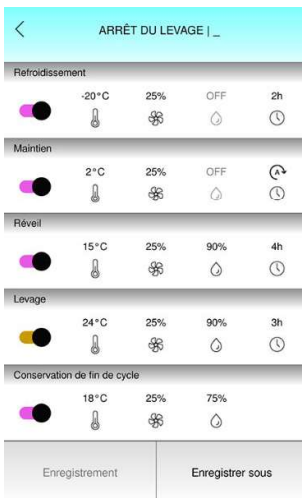 ARRÊT DU LEVAGE | _
Refroidissement
-20°C 25% OFF 2h
Maintien
2°C 25% OFF A
Réveil
15°C 25% 90% 4h
Levage
24°C 25% 90% 3h
Conservation de fin de cycle
18°C 25% 75%
Enregistrement Enregistrer sous